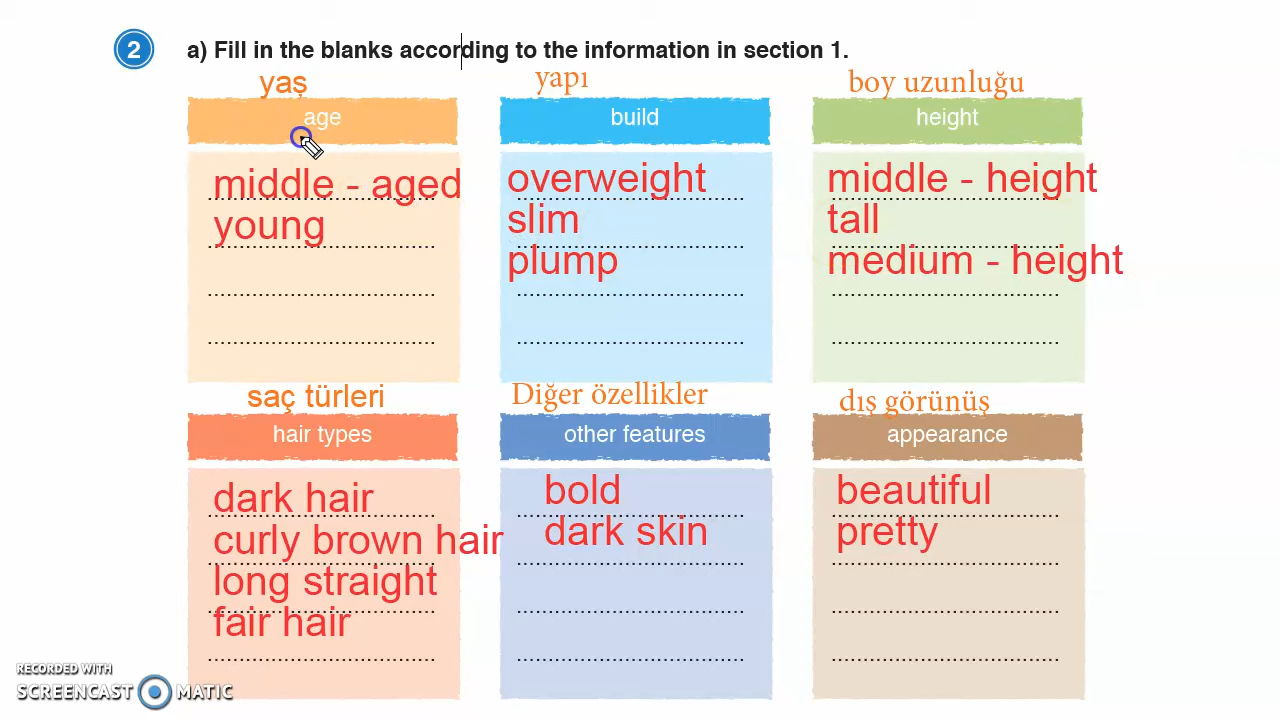 2
a) Fill in the blanks according to the information in section 1.
yaş
age
middle - aged
young
yapı
build
overweight
slim
plump
boy uzunluğu
height
middle - height
tall
medium - height
saç türleri
hair types
dark hair
curly brown hair
long straight
fair hair
Diğer özellikler
other features
bold
dark skin
dış görünüş
appearance
beautiful
pretty
RECORDED WITH
SCREENCAST MATIC